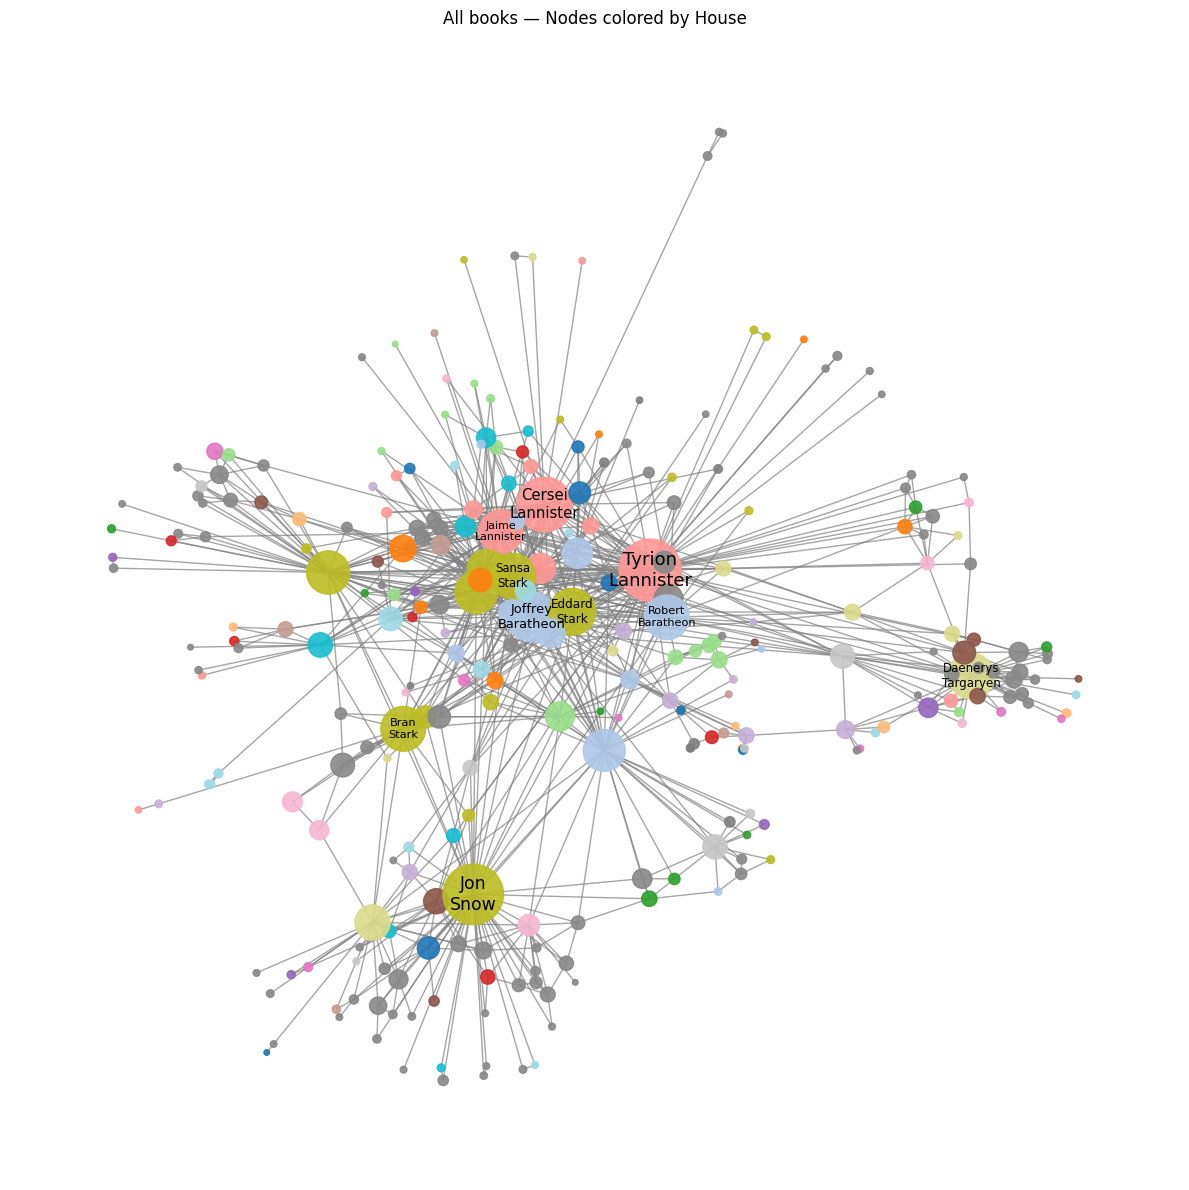 All books — Nodes colored by House
Cersei
Lannister
Jaime
Lannister
Tyrion
Lannister
Sansa
Stark
Eddard
Stark
Joffrey
Baratheon
Robert
Baratheon
Daenerys
Targaryen
Bran
Stark
Jon
Snow